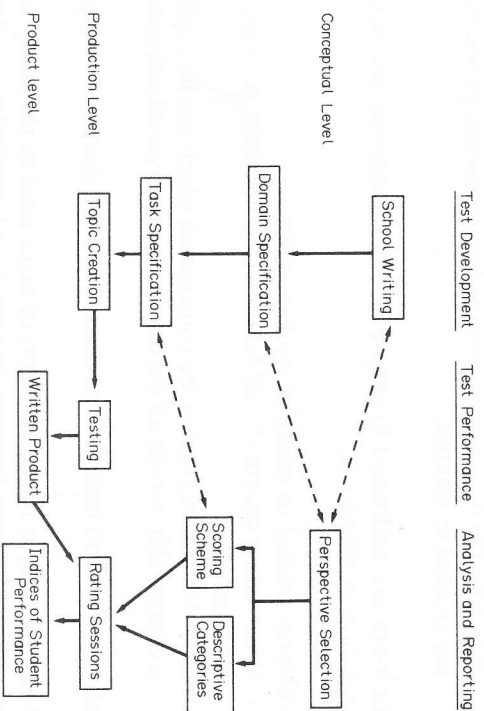 Test Development
Test Performance
Analysis and Reporting
Conceptual Level
School Writing
Perspective Selection
Domain Specification
Task Specification
Scoring
Scheme
Descriptive
Categories
Production Level
Topic Creation
Testing
Rating Sessions
Product level
Written Product
Indices of Student
Performance